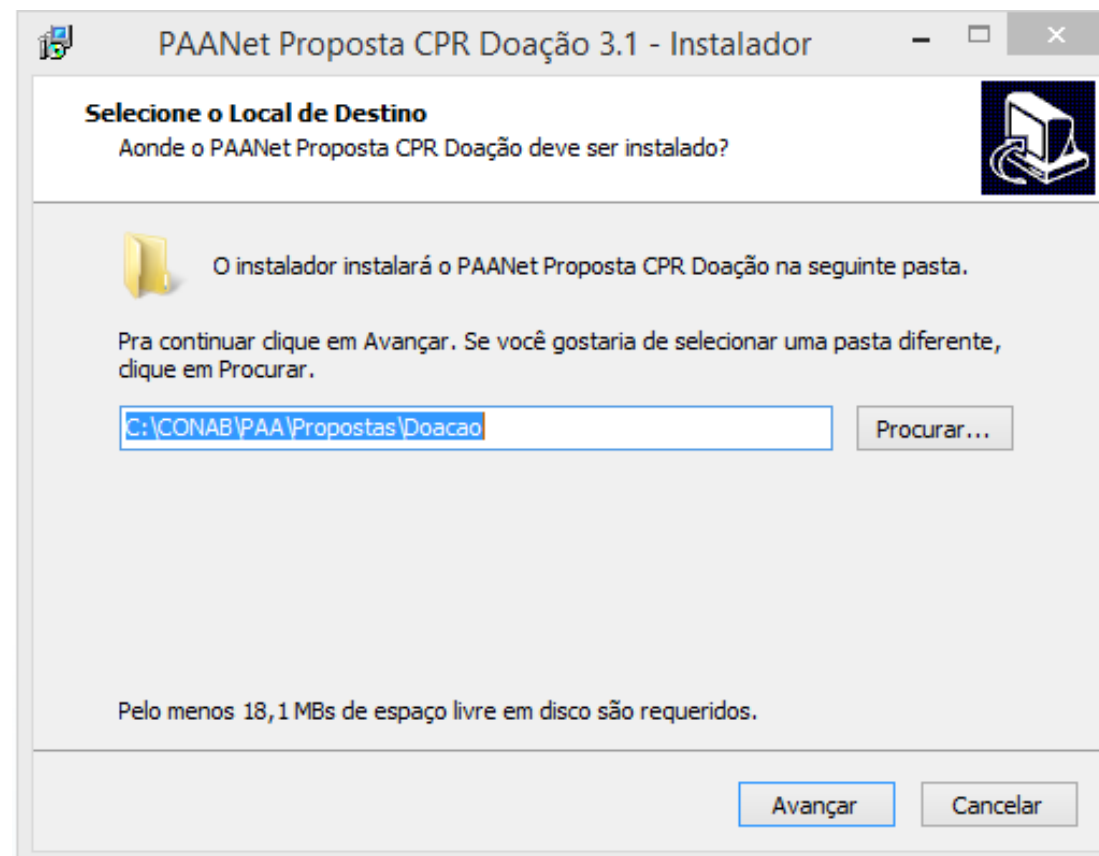 PAANet Proposta CPR Doação 3.1 - Instalador
Selecione o Local de Destino
Aonde o PAANet Proposta CPR Doação deve ser instalado?
O instalador instalará o PAANet Proposta CPR Doação na seguinte pasta.
Pra continuar clique em Avançar. Se você gostaria de selecionar uma pasta diferente,
clique em Procurar.
C:\CONAB\PAA\Propostas\Doacao
Procurar...
Pelo menos 18,1 MBs de espaço livre em disco são requeridos.
Avançar
Cancelar